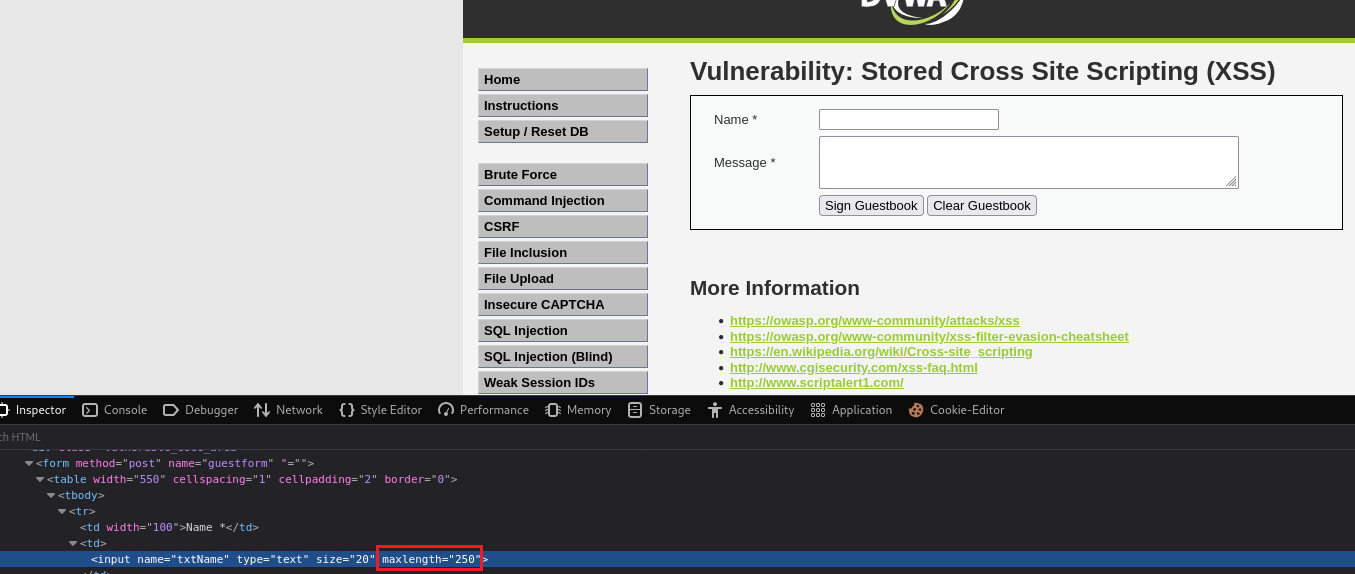 DVWA
Vulnerability: Stored Cross Site Scripting (XSS)
Home
Instructions
Setup / Reset DB
Brute Force
Command Injection
CSRF
File Inclusion
File Upload
Insecure CAPTCHA
SQL Injection
SQL Injection (Blind)
Weak Session IDs
Name *
Message *
Sign Guestbook Clear Guestbook
More Information
• https://owasp.org/www-community/attacks/xss
• https://owasp.org/www-community/xss-filter-evasion-cheatsheet
• https://en.wikipedia.org/wiki/Cross-site_scripting
• http://www.cgisecurity.com/xss-faq.html
• http://www.scriptalert1.com/
Inspector Console Debugger Network Style Editor Performance Memory Storage Accessibility Application Cookie-Editor
ch HTML
<form method="post" name="guestform" "="">
<table width="550" cellspacing="1" cellpadding="2" border="0">
<tbody>
<tr>
<td width="100">Name *</td>
<td>
<input name="txtName" type="text" size="20" maxlength="250">